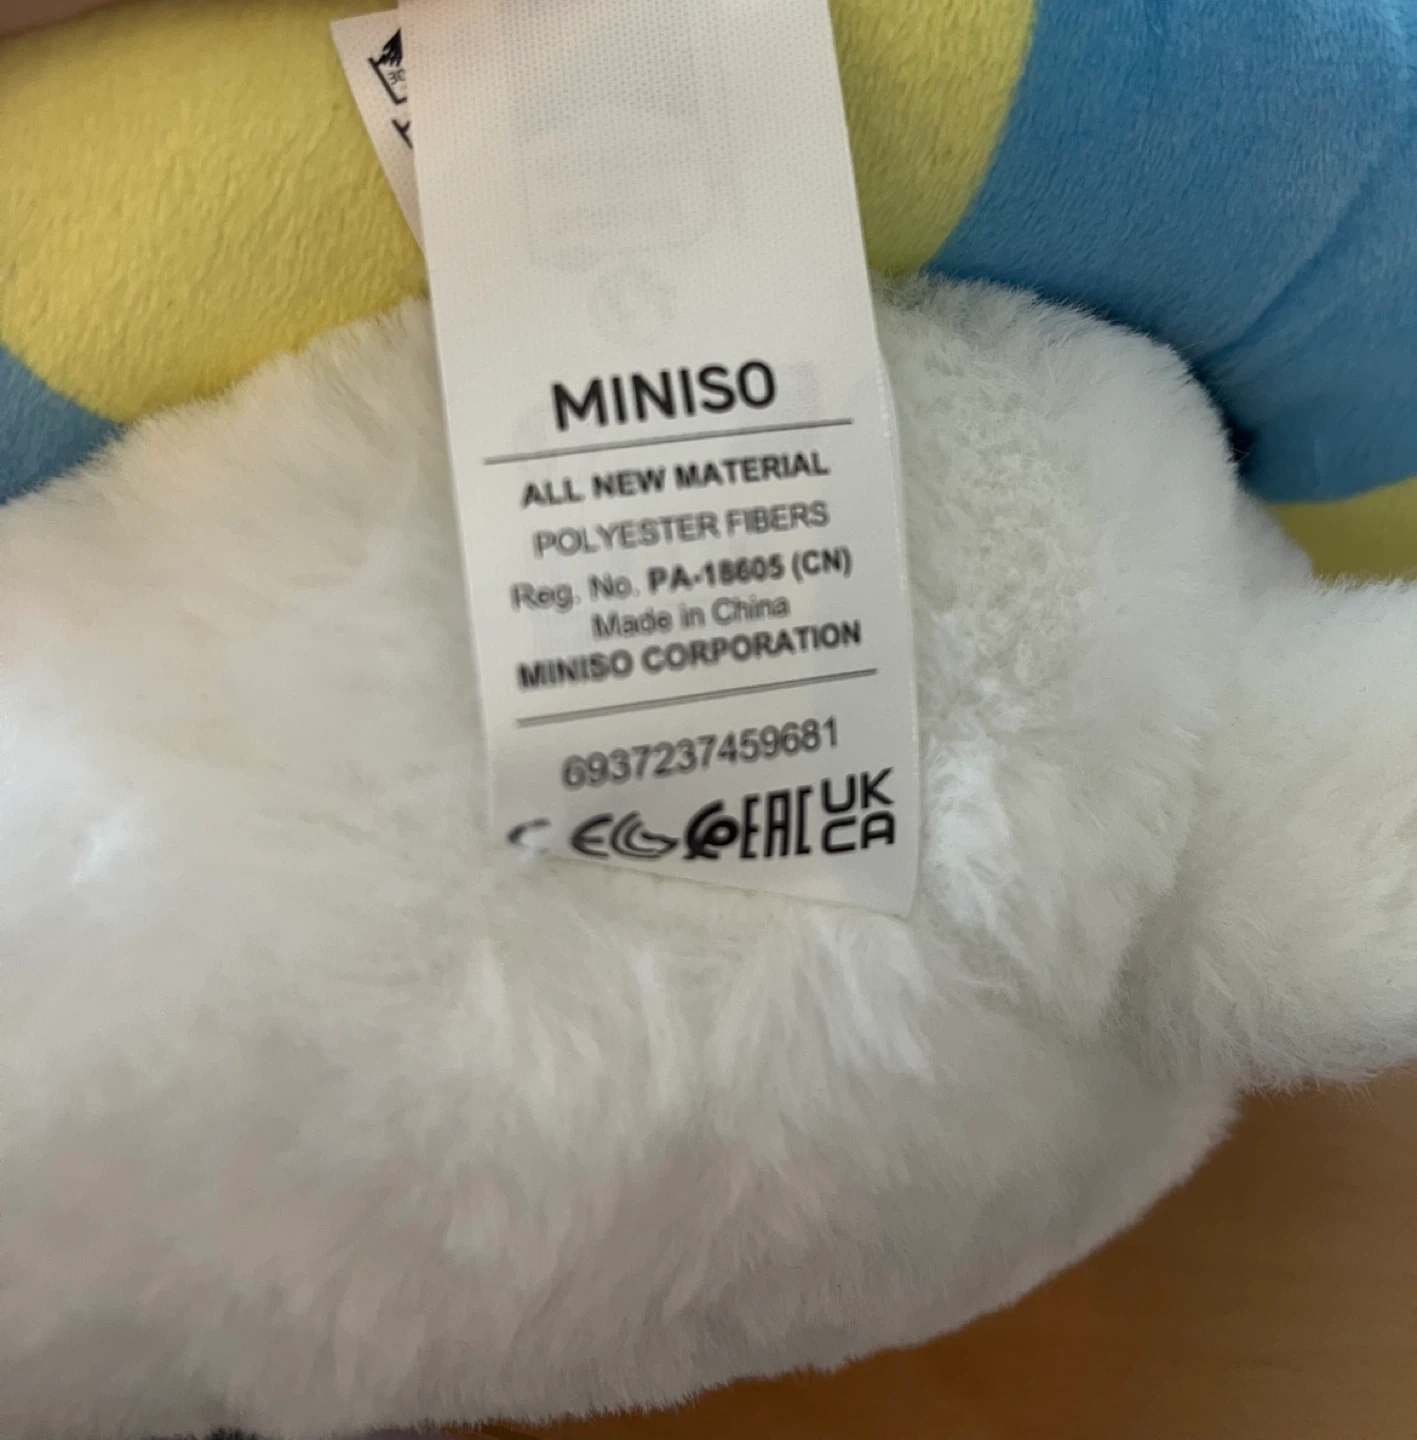 MINISO
ALL NEW MATERIAL
POLYESTER FIBERS
Reg. No. PA-18605 (CN)
Made in China
MINISO CORPORATION
6937237459681
EAC UK
CA